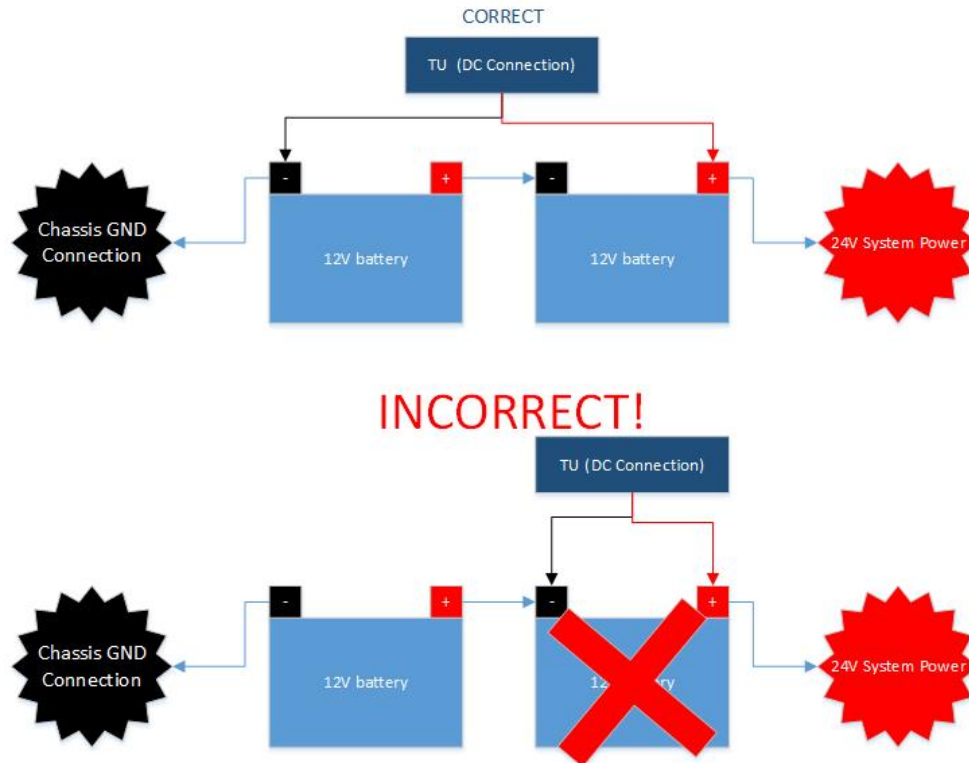 CORRECT
TU (DC Connection)
-
+
-
+
Chassis GND
Connection
12V battery
12V battery
24V System Power
INCORRECT!
TU (DC Connection)
-
+
-
+
Chassis GND
Connection
12V battery
24V System Power